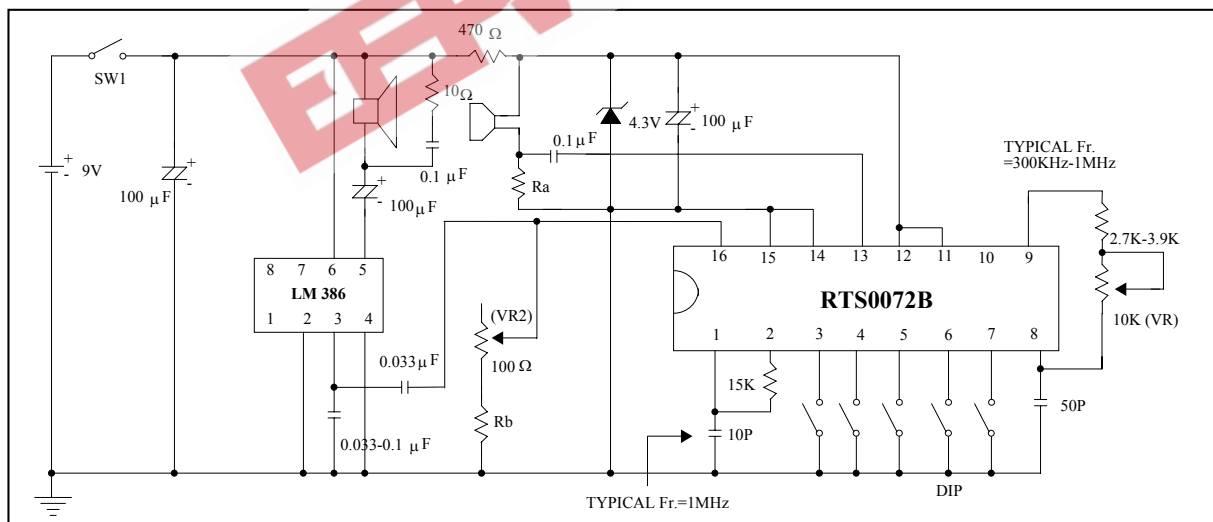 470 Ω
SW1
10Ω
+
-
9V
+
-
100 μF
0.1 μF
+
-
100μF
0.1μF
Ra
4.3V
+
-
100 μF
TYPICAL Fr.
=300KHz-1MHz
2.7K-3.9K
10K (VR)
8 7 6 5
LM 386
1 2 3 4
16 15 14 13 12 11 10 9
RTS0072B
1 2 3 4 5 6 7 8
(VR2)
100Ω
0.033μF
Rb
0.033-0.1 μF
15K
10P
50P
DIP
TYPICAL Fr.=1MHz